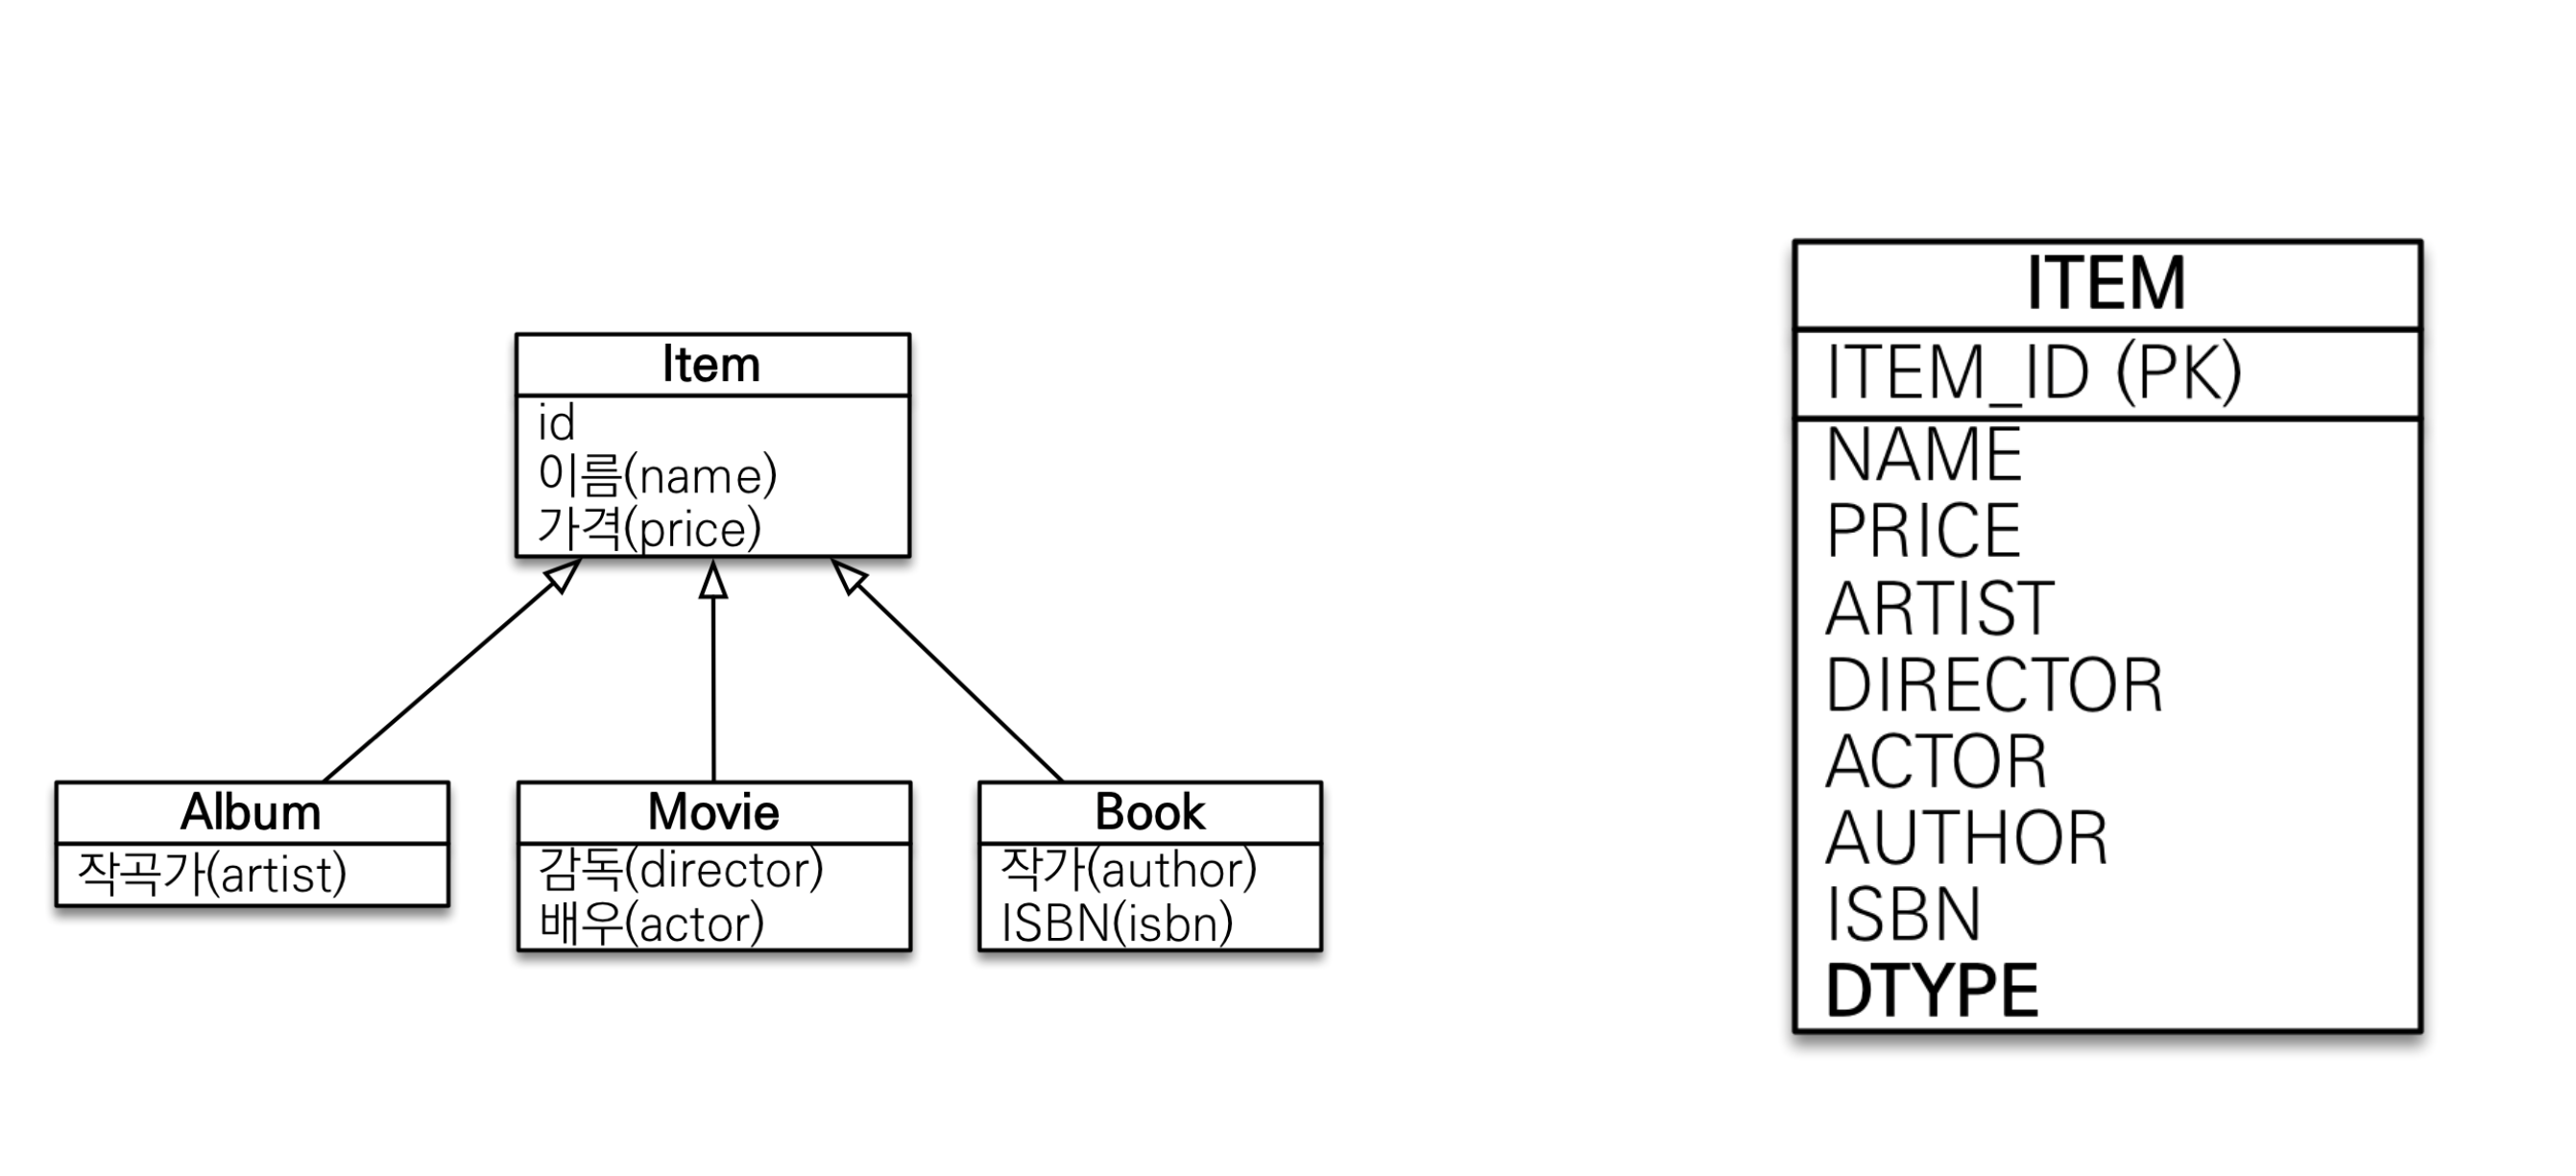 Item
id
이름(name)
가격(price)
Album
작곡가(artist)
Movie
감독(director)
배우(actor)
Book
작가(author)
ISBN(isbn)
ITEM
ITEM_ID (PK)
NAME
PRICE
ARTIST
DIRECTOR
ACTOR
AUTHOR
ISBN
DTYPE